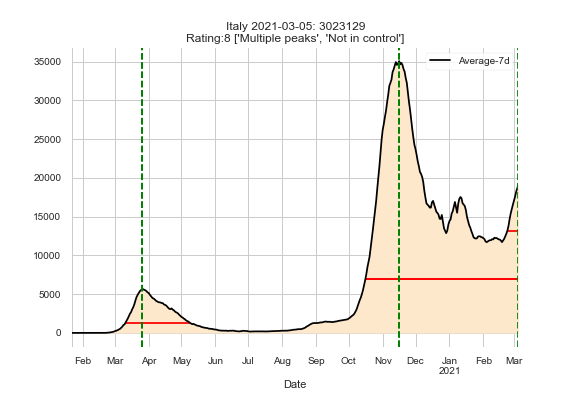 Italy 2021-03-05: 3023129
Rating:8 ['Multiple peaks', 'Not in control']
Average-7d
35000
30000
25000
20000
15000
10000
5000
0
Feb Mar Apr May Jun Jul Aug Sep Oct Nov Dec Jan Feb Mar
2021
Date